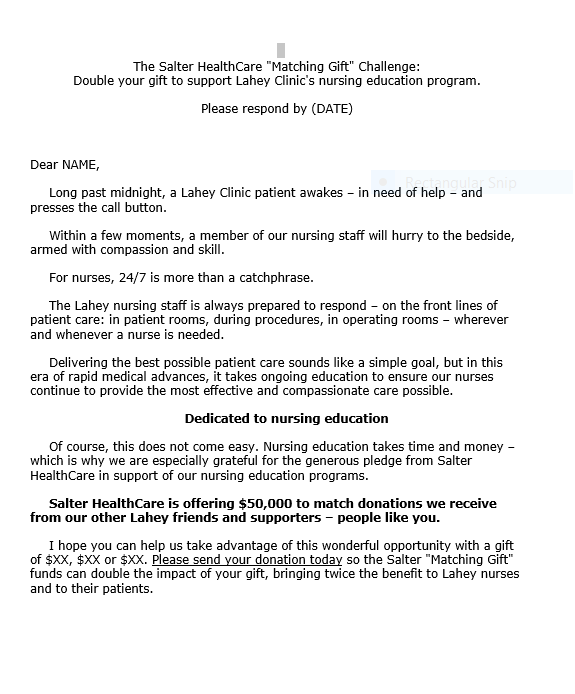 The Salter HealthCare "Matching Gift" Challenge:
Double your gift to support Lahey Clinic's nursing education program.
Please respond by (DATE)
Dear NAME,
Rectangular Snip
Long past midnight, a Lahey Clinic patient awakes – in need of help – and
presses the call button.
Within a few moments, a member of our nursing staff will hurry to the bedside,
armed with compassion and skill.
For nurses, 24/7 is more than a catchphrase.
The Lahey nursing staff is always prepared to respond – on the front lines of
patient care: in patient rooms, during procedures, in operating rooms – wherever
and whenever a nurse is needed.
Delivering the best possible patient care sounds like a simple goal, but in this
era of rapid medical advances, it takes ongoing education to ensure our nurses
continue to provide the most effective and compassionate care possible.
Dedicated to nursing education
Of course, this does not come easy. Nursing education takes time and money –
which is why we are especially grateful for the generous pledge from Salter
HealthCare in support of our nursing education programs.
Salter HealthCare is offering $50,000 to match donations we receive
from our other Lahey friends and supporters – people like you.
I hope you can help us take advantage of this wonderful opportunity with a gift
of $XX, $XX or $XX. Please send your donation today so the Salter "Matching Gift"
funds can double the impact of your gift, bringing twice the benefit to Lahey nurses
and to their patients.